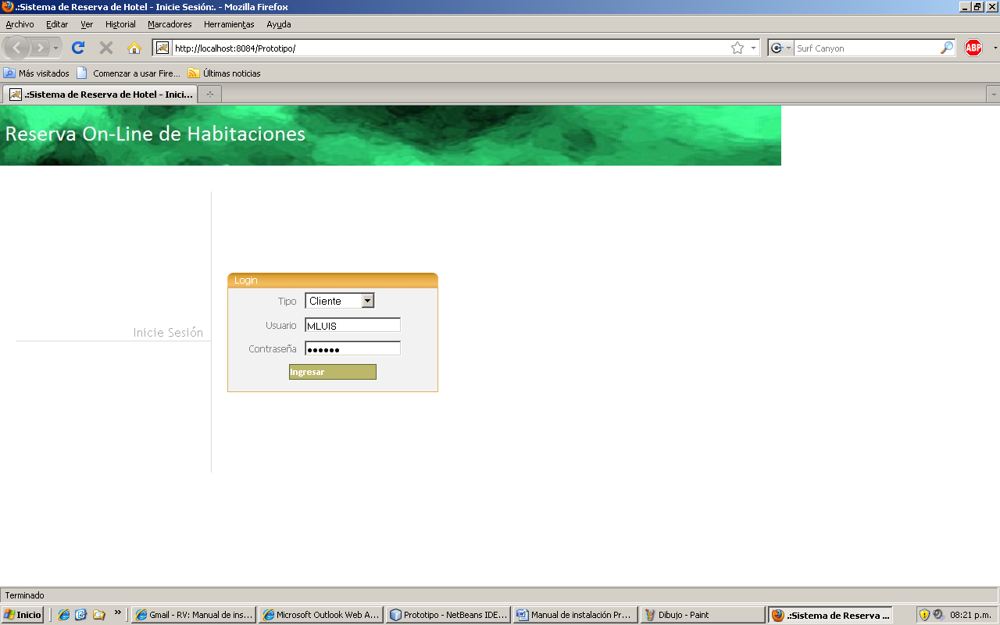 .:Sistema de Reserva de Hotel - Inicie Sesión:. - Mozilla Firefox
Archivo Editar Ver Historial Marcadores Herramientas Ayuda
http://localhost:8084/Prototipo/ Surf Canyon ABP
Más visitados Comenzar a usar Fire... Últimas noticias
.:Sistema de Reserva de Hotel - Inici...
Reserva On-Line de Habitaciones
Inicie Sesión
Login
Tipo Cliente
Usuario MLUIS
Contraseña ••••••
Ingresar
Terminado
Inicio » Gmail - RV: Manual de ins... Microsoft Outlook Web A... Prototipo - NetBeans IDE... Manual de instalación Pr... Dibujo - Paint .:Sistema de Reserva ... 08:21 p.m.